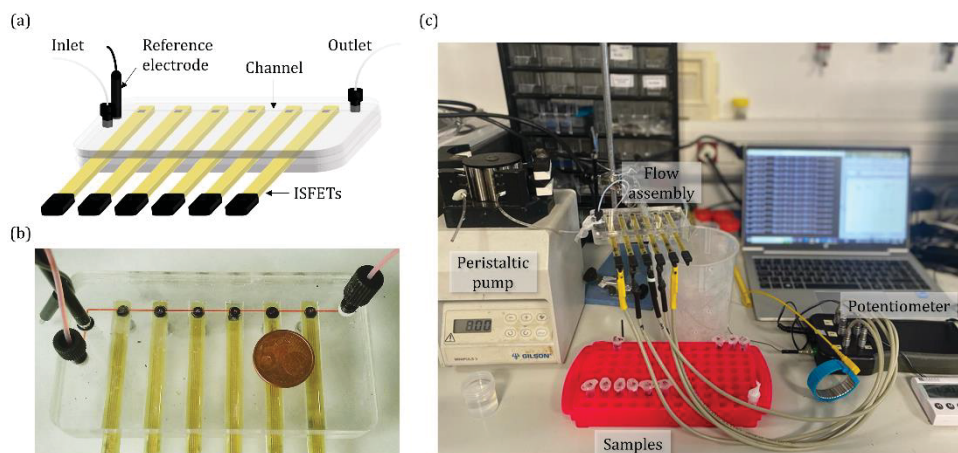 (a)
Inlet
Reference
electrode
Channel
Outlet
ISFETs
(b)
(c)
Flow
assembly
Peristaltic
pump
8.00
GILSON
Potentiometer
Samples